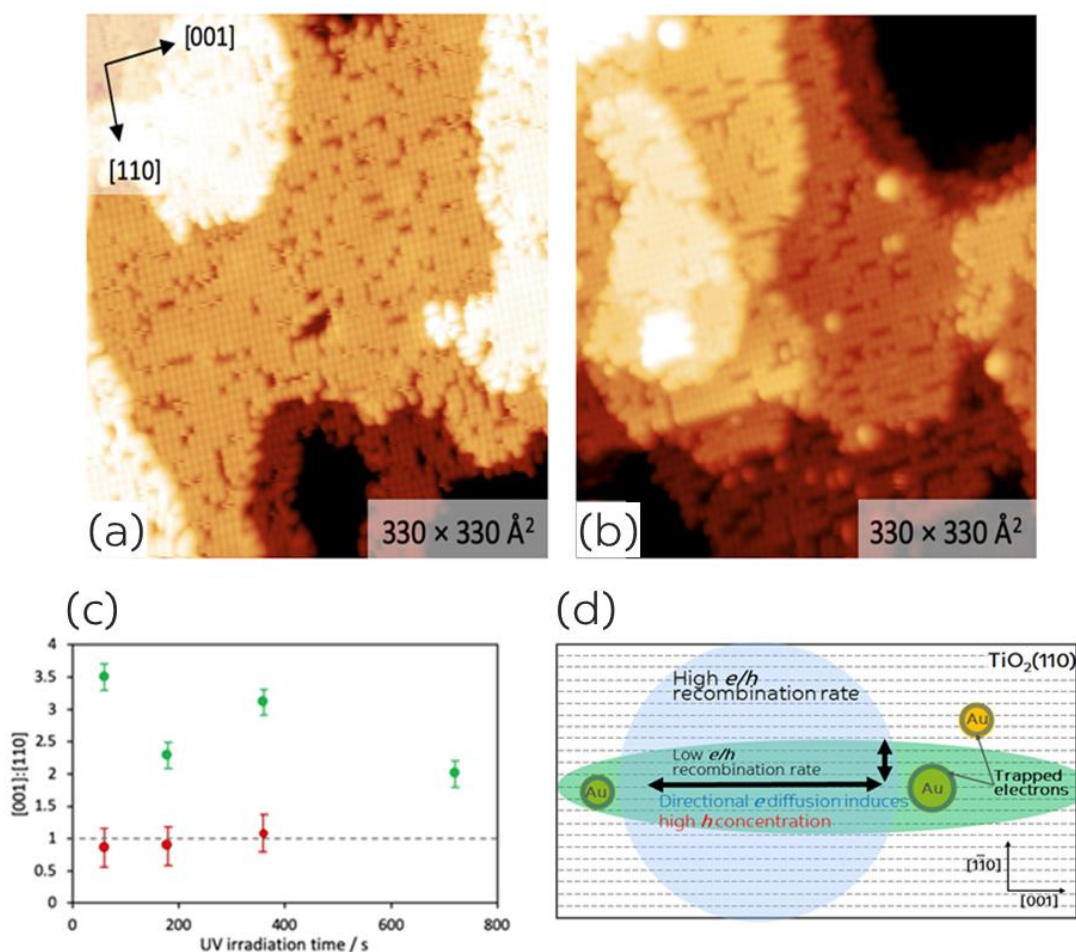 [001]
[110]
(a)
330 × 330 Å²
(b)
330 × 330 Å²
(c)
4
3.5
3
2.5
2
1.5
1
0.5
0
[001]:[110]
0
200
400
600
800
UV irradiation time / s
(d)
TiO₂(110)
High e/h
recombination rate
Au
Low e/h
recombination rate
Au
Au
Trapped
electrons
Directional e diffusion induces
high h concentration
[11̅0]
[001]